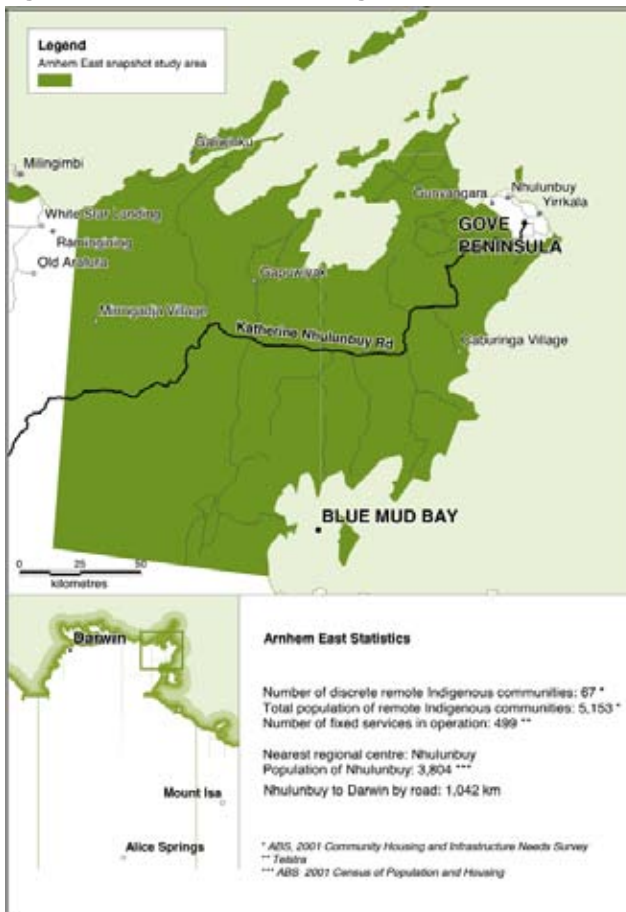 Legend
Arnhem East snapshot study area
Galiwinku
Milingimbi
Gunyangara
Nhulunbuy
Yirrkala
White Star Landing
GOVE
PENINSULA
Ramingining
Old Arafura
Gapuwiyak
Mirrngadja Village
Katherine Nhulunbuy Rd
Gaburinga Village
BLUE MUD BAY
0 25 50
kilometres
Darwin
Mount Isa
Alice Springs
Arnhem East Statistics
Number of discrete remote Indigenous communities: 67 *
Total population of remote Indigenous communities: 5,153 *
Number of fixed services in operation: 499 **
Nearest regional centre: Nhulunbuy
Population of Nhulunbuy: 3,804 ***
Nhulunbuy to Darwin by road: 1,042 km
* ABS, 2001 Community Housing and Infrastructure Needs Survey
** Telstra
*** ABS 2001 Census of Population and Housing